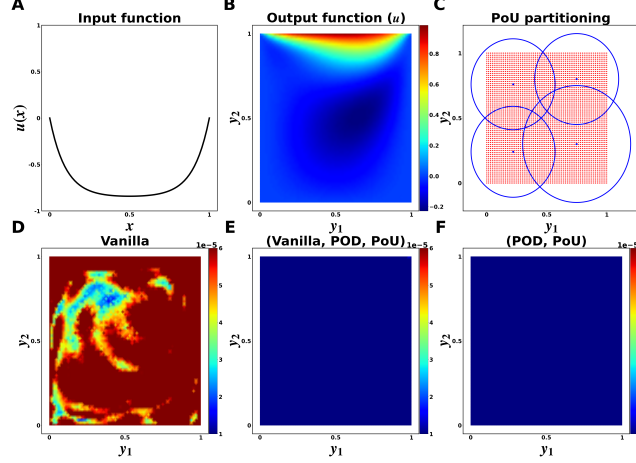 A Input function
B Output function (u)
C PoU partitioning
1
0.5
0
-0.5
-1
0 0.5 1
u(x)
x
1
0.5
0
0 0.5 1
y₂
y₁
0.8
0.6
0.4
0.2
0.0
−0.2
1
0.5
0
0 0.5 1
y₂
y₁
D Vanilla
1e−5
E (Vanilla, POD, PoU)
1e−5
F (POD, PoU)
1e−5
1
0.5
0
0 0.5 1
y₂
y₁
6
5
4
3
2
1
1
0.5
0
0 0.5 1
y₂
y₁
6
5
4
3
2
1
1
0.5
0
0 0.5 1
y₂
y₁